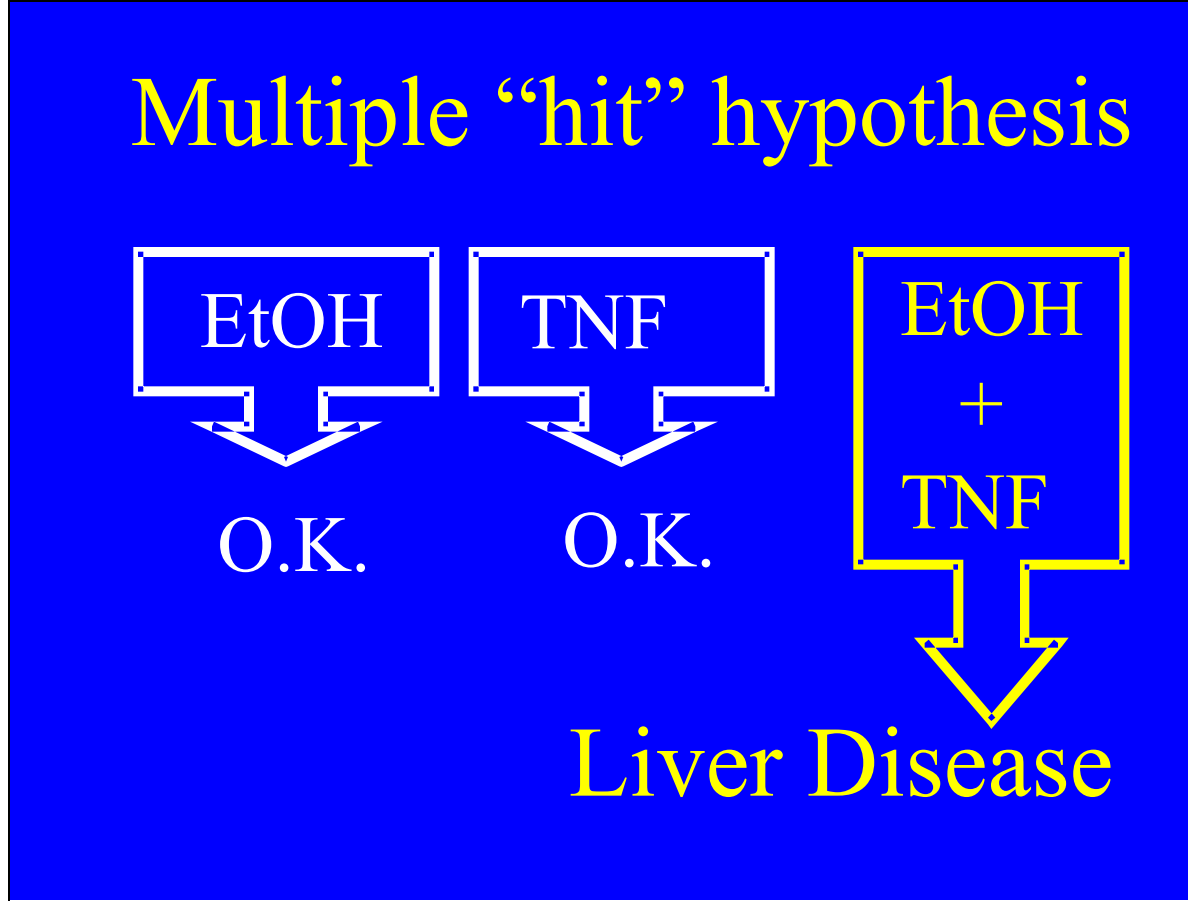 Multiple “hit” hypothesis
EtOH
O.K.
TNF
O.K.
EtOH
+
TNF
Liver Disease